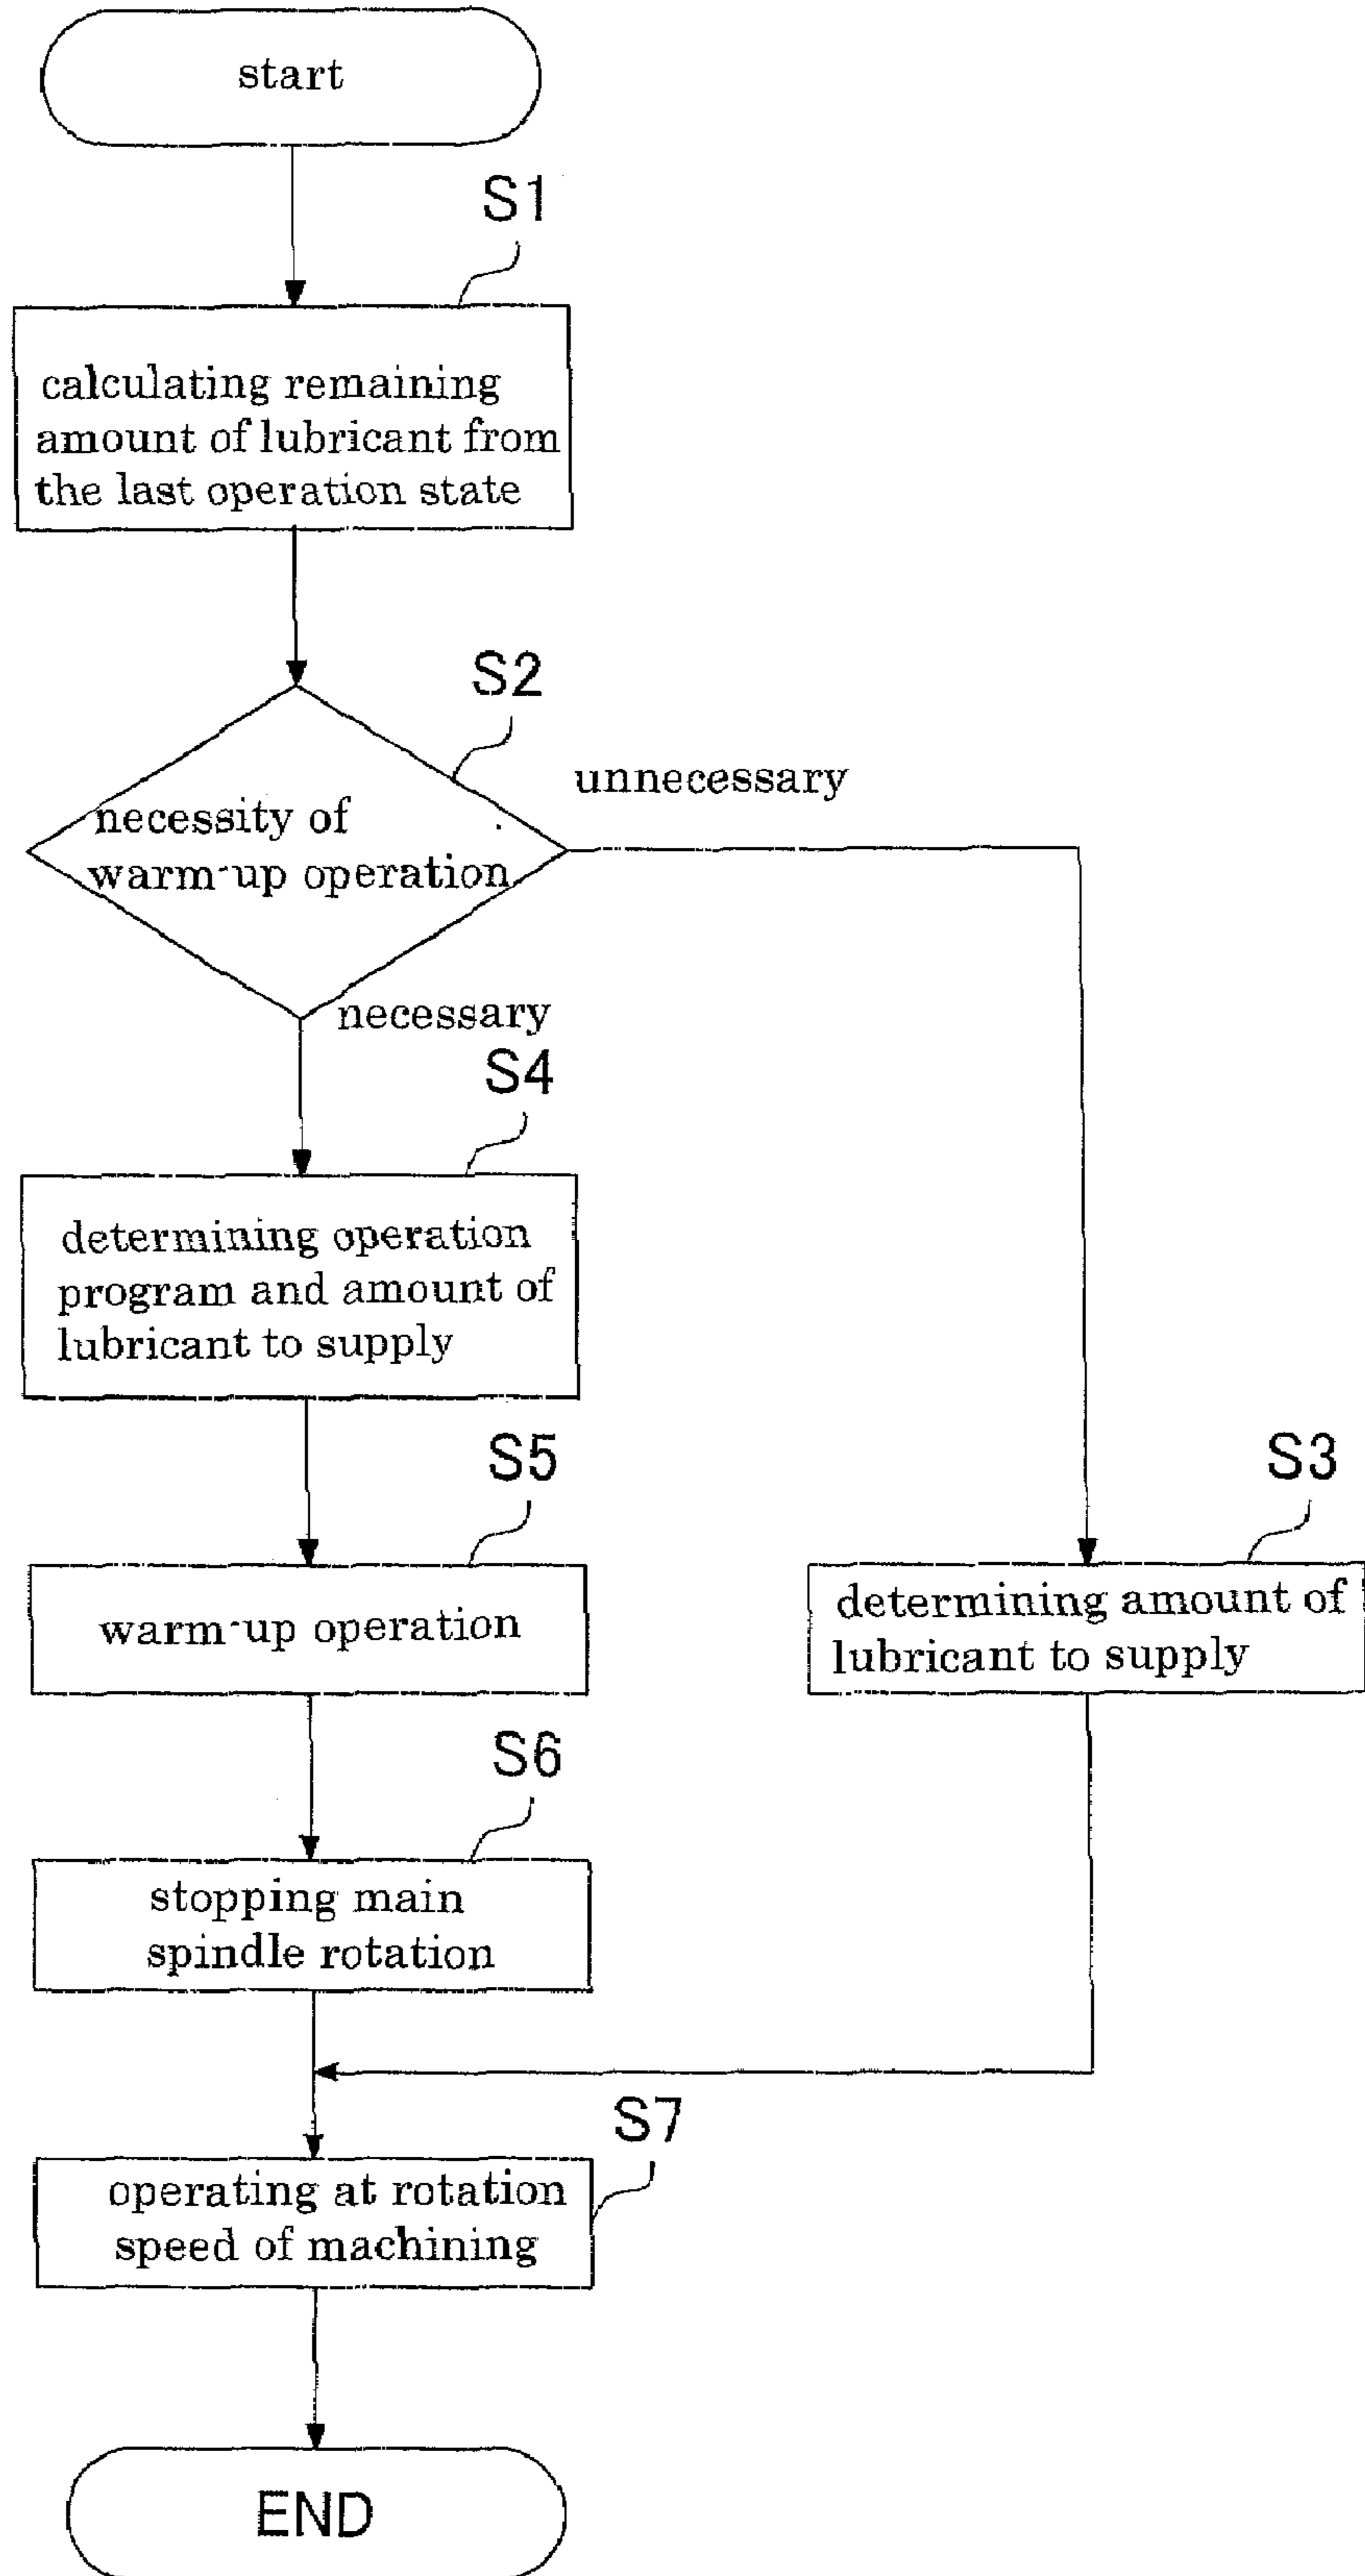 start
S1
calculating remaining
amount of lubricant from
the last operation state
S2
unnecessary
necessity of
warm-up operation
necessary
S4
determining operation
program and amount of
lubricant to supply
S5
S3
warm-up operation
determining amount of
lubricant to supply
S6
stopping main
spindle rotation
S7
operating at rotation
speed of machining
END